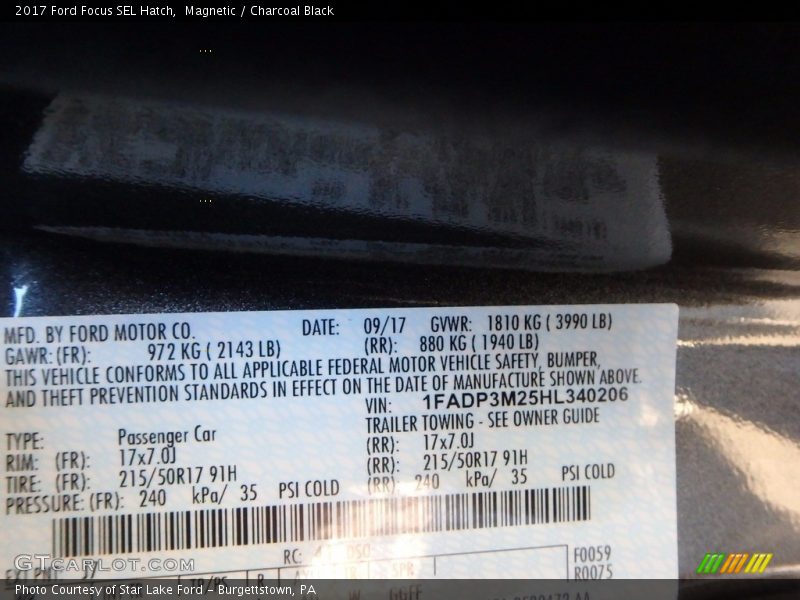 2017 Ford Focus SEL Hatch,  Magnetic / Charcoal Black
MFD. BY FORD MOTOR CO. DATE: 09/17 GVWR: 1810 KG ( 3990 LB)
GAWR: (FR): 972 KG ( 2143 LB) (RR): 880 KG ( 1940 LB)
THIS VEHICLE CONFORMS TO ALL APPLICABLE FEDERAL MOTOR VEHICLE SAFETY, BUMPER,
AND THEFT PREVENTION STANDARDS IN EFFECT ON THE DATE OF MANUFACTURE SHOWN ABOVE.
VIN: 1FADP3M25HL340206
TYPE: Passenger Car TRAILER TOWING - SEE OWNER GUIDE
RIM: (FR): 17x7.0J (RR): 17x7.0J
TIRE: (FR): 215/50R17 91H (RR): 215/50R17 91H
PRESSURE: (FR): 240 kPa/ 35 PSI COLD (RR): 240 kPa/ 35 PSI COLD
RC: F0059
EXT PNT: R0075
GTCarLot.com
Photo Courtesy of Star Lake Ford – Burgettstown, PA